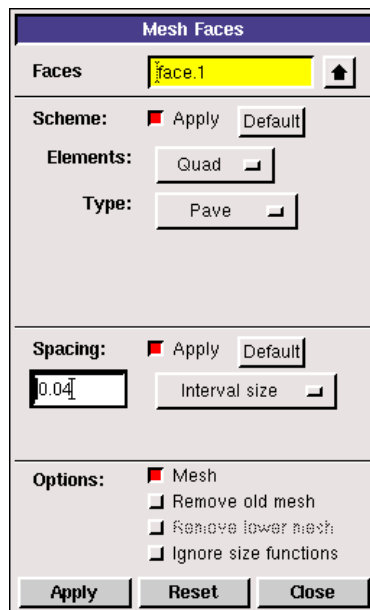 Mesh Faces
Faces face.1
Scheme: Apply Default
Elements: Quad
Type: Pave
Spacing: Apply Default
0.04 Interval size
Options: Mesh
Remove old mesh
Remove lower mesh
Ignore size functions
Apply Reset Close